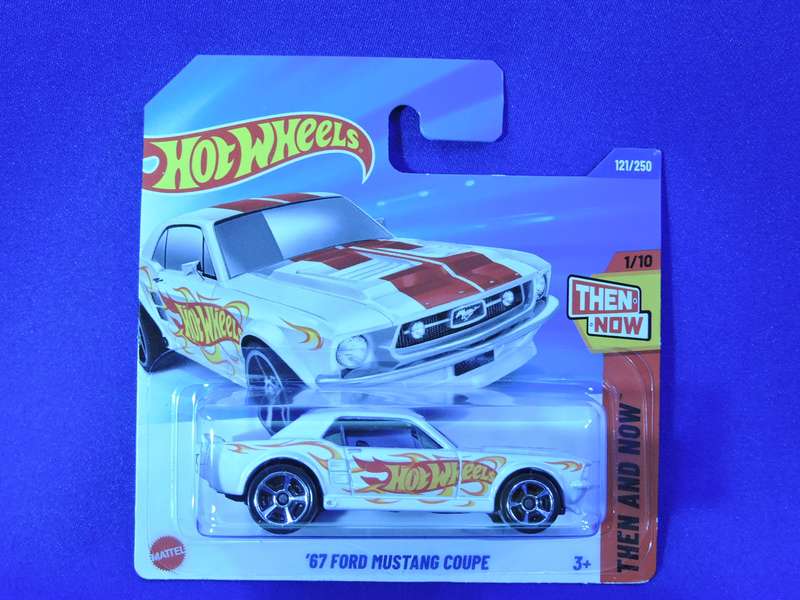 HOT WHEELS
121/250
1/10
THEN
NOW
HOT WHEELS
THEN AND NOW™
HOT WHEELS
MATTEL
'67 FORD MUSTANG COUPE
3+